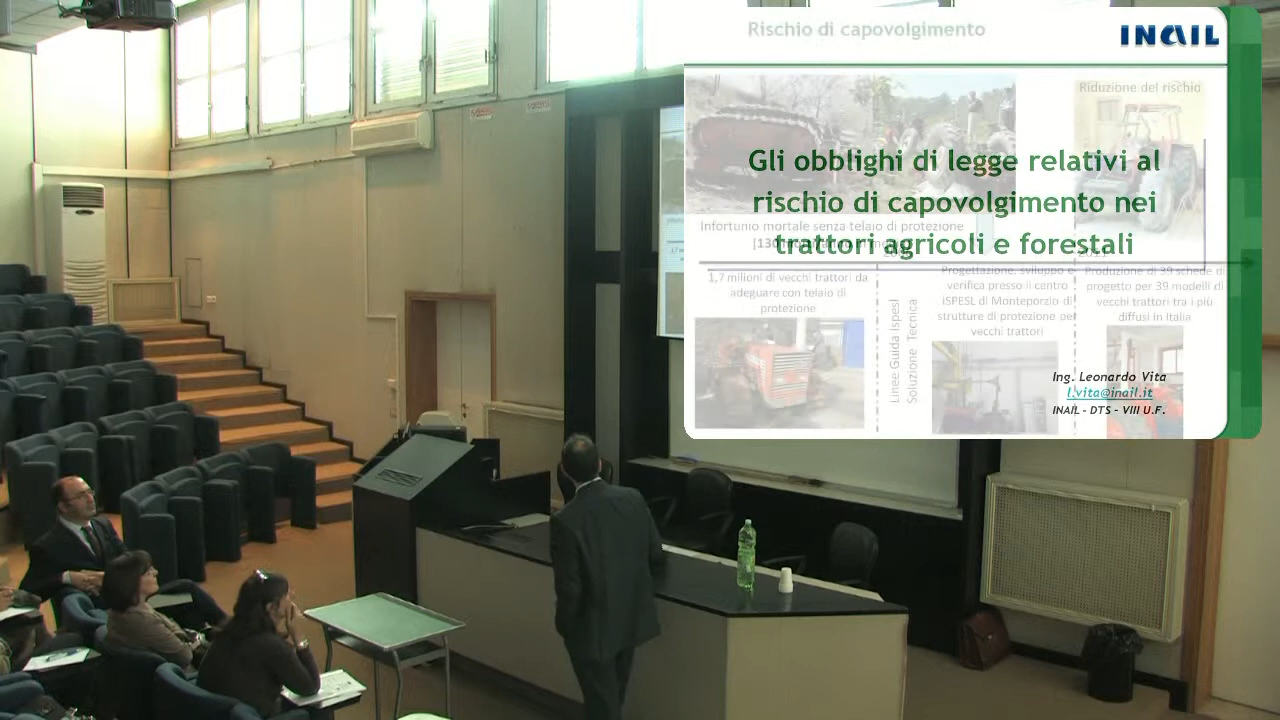 Rischio di capovolgimento
INAIL
Riduzione del rischio
Gli obblighi di legge relativi al
rischio di capovolgimento nei
trattori agricoli e forestali
Infortunio mortale senza telaio di protezione
1,7 milioni di vecchi trattori da
adeguare con telaio di
protezione
Linee Guida Ispesl
Soluzione Tecnica
Progettazione, sviluppo e
verifica presso il centro
ISPESL di Monteporzio di
strutture di protezione per
vecchi trattori
Produzione di 39 schede di
progetto per 39 modelli di
vecchi trattori tra i più
diffusi in Italia
Ing. Leonardo Vita
l.vita@inail.it
INAIL - DTS - VIII U.F.